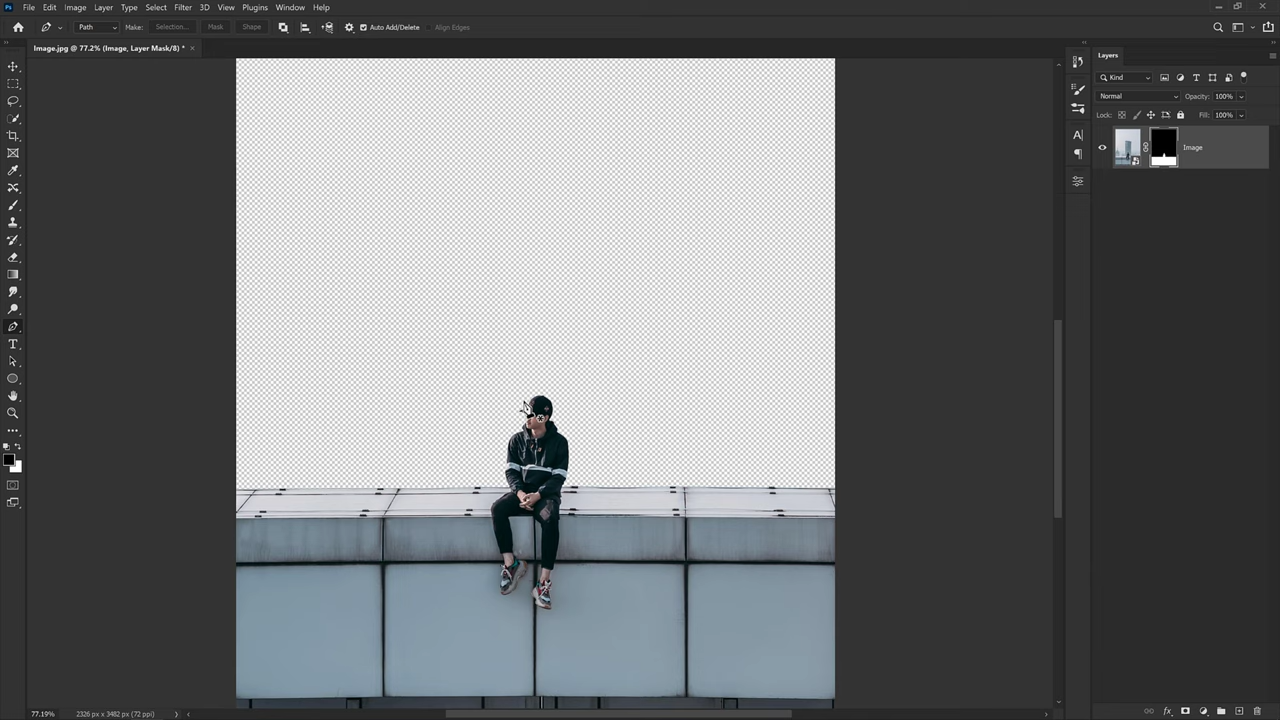 File Edit Image Layer Type Select Filter 3D View Plugins Window Help
Path Make: Selection... Mask Shape Auto Add/Delete Align Edges
Image.jpg @ 77.2% (Image, Layer Mask/8) * ×
Layers
Kind
Normal Opacity: 100%
Lock: Fill: 100%
Image
77.19% 2326 px x 3482 px (72 ppi)